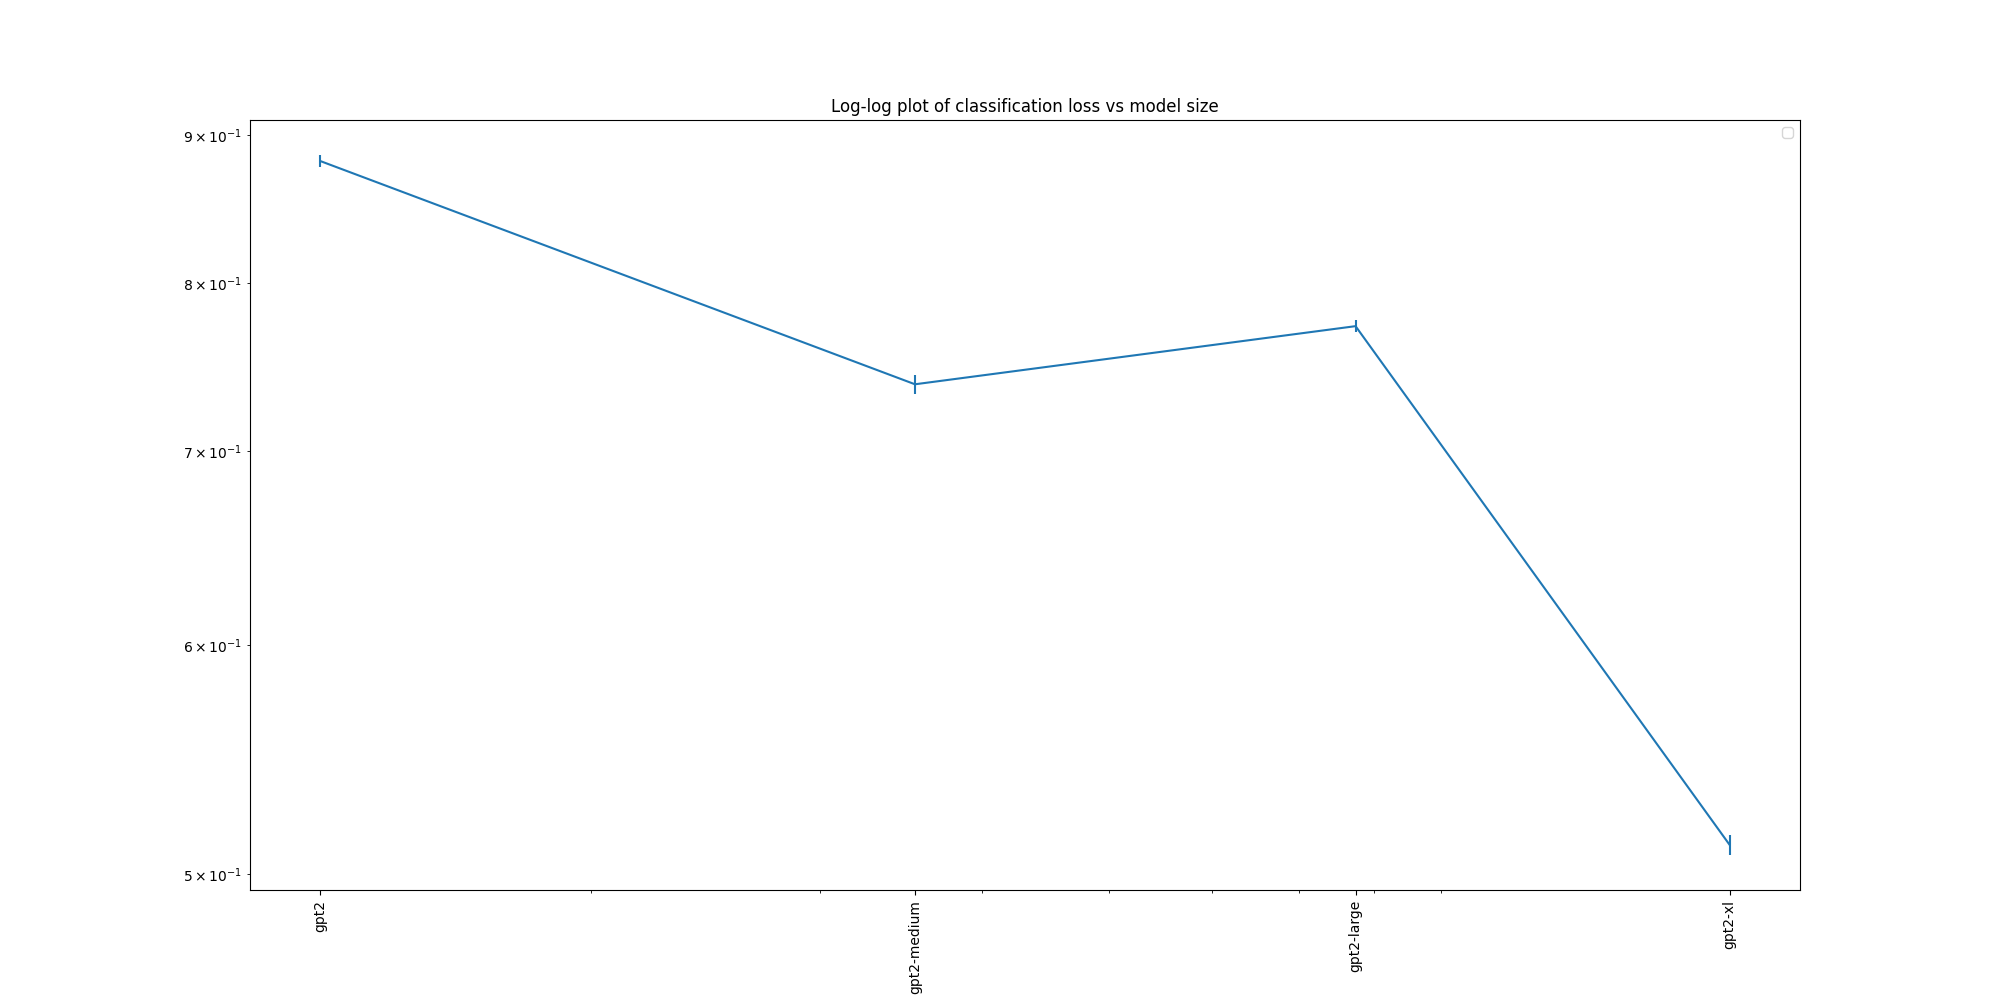 Log-log plot of classification loss vs model size
9 × 10⁻¹
8 × 10⁻¹
7 × 10⁻¹
6 × 10⁻¹
5 × 10⁻¹
gpt2
gpt2-medium
gpt2-large
gpt2-xl